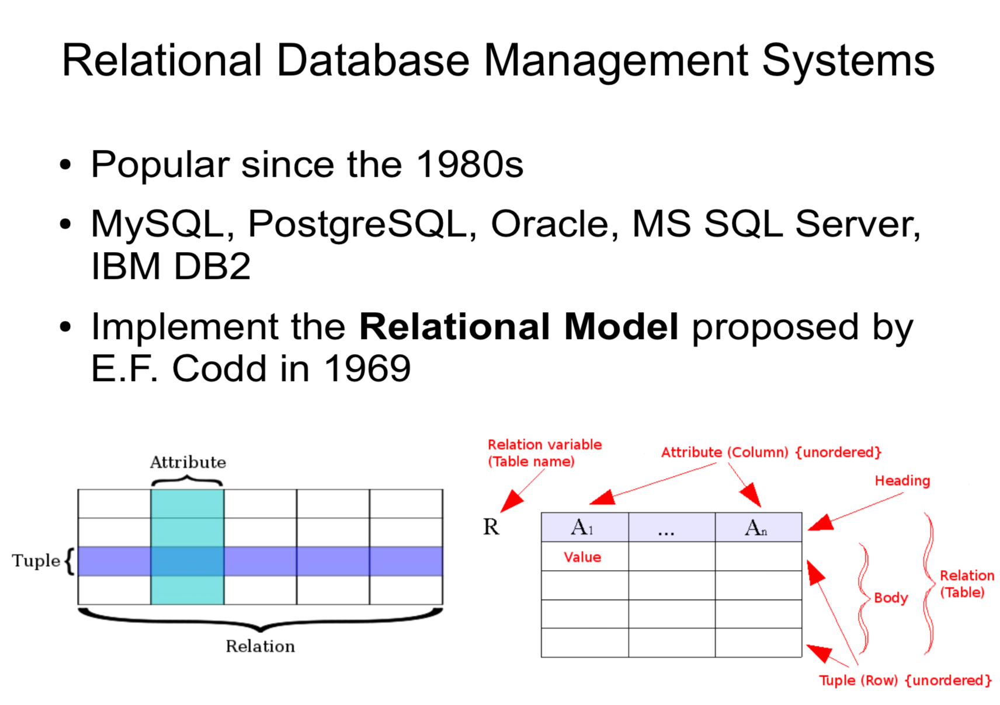 Relational Database Management Systems
• Popular since the 1980s
• MySQL, PostgreSQL, Oracle, MS SQL Server,
IBM DB2
• Implement the Relational Model proposed by
E.F. Codd in 1969
Attribute
Tuple {
Relation
Relation variable
(Table name)
Attribute (Column) {unordered}
Heading
R
A1 ... An
Value
Body
Relation
(Table)
Tuple (Row) {unordered}